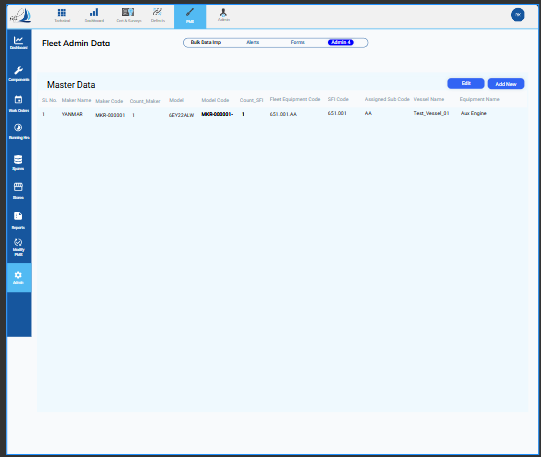 Dashboard
Cert & Surveys
Defects
PMS
Admin
Dashboard
Fleet Admin Data
Bulk Data Imp
Alerts
Forms
Admin 4
Components
Master Data
Edit
Add New
Work Orders
Sl. No.
Maker Name
Maker Code
Count_Maker
Model
Model Code
Count_SFI
Fleet Equipment Code
SFI Code
Assigned Sub Code
Vessel Name
Equipment Name
1
YANMAR
MKR-000001
1
6EY22ALW
MKR-000001-
1
651.001.AA
651.001
AA
Test_Vessel_01
Aux Engine
Running Hrs
Spares
Stores
Reports
Modify
PMS
Admin